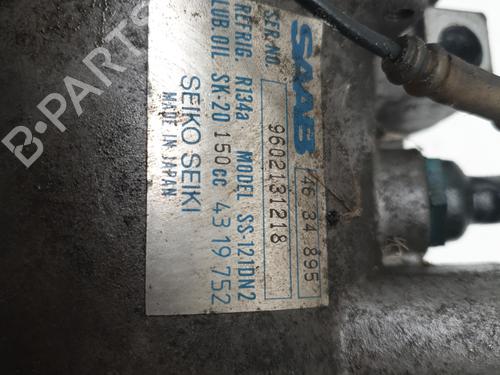 SAAB 46 34 895
SER.NO. 9602131218
REFRIG. R134a MODEL SS-121DN2
LUB.OIL SK-20 150cc 4319752
SEIKO SEIKI
MADE IN JAPAN